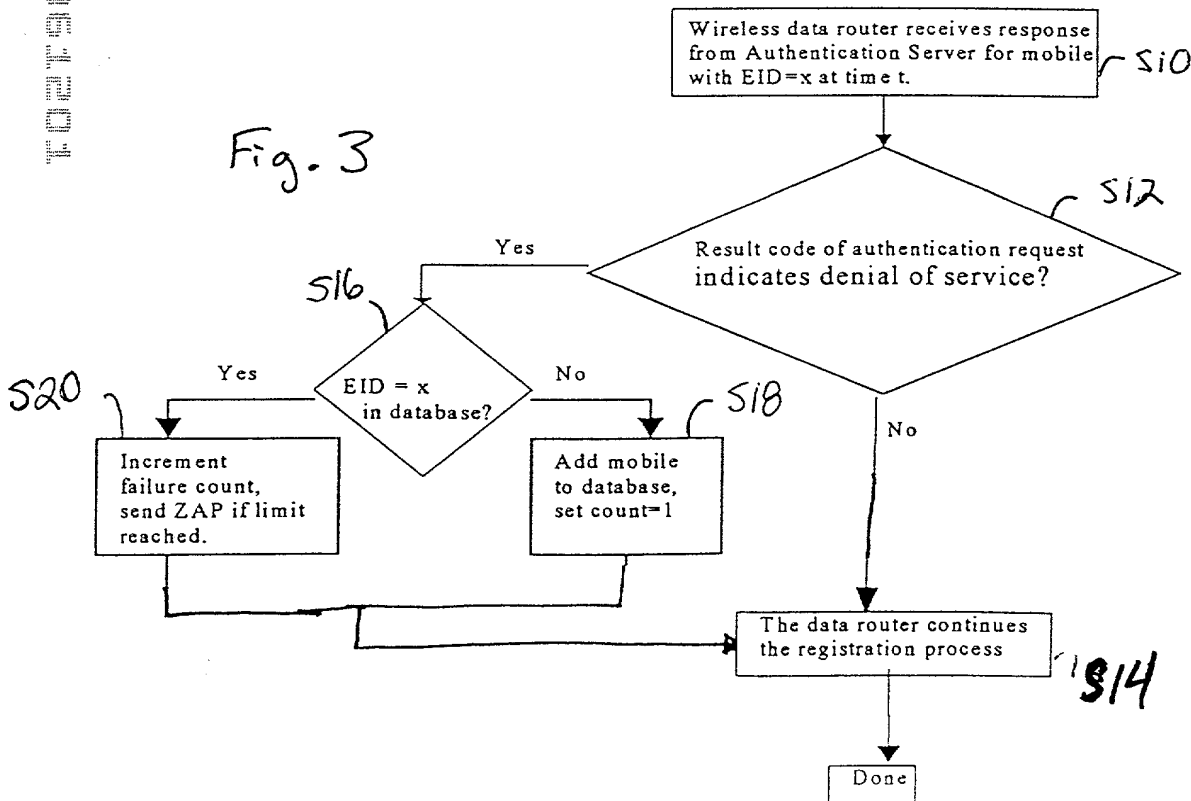 Wireless data router receives response
from Authentication Server for mobile
with EID=x at time t.
S10
Fig. 3
S12
Result code of authentication request
indicates denial of service?
Yes
S16
EID = x
in database?
Yes
No
S20
S18
No
Increment
failure count,
send ZAP if limit
reached.
Add mobile
to database,
set count=1
The data router continues
the registration process
S14
Done